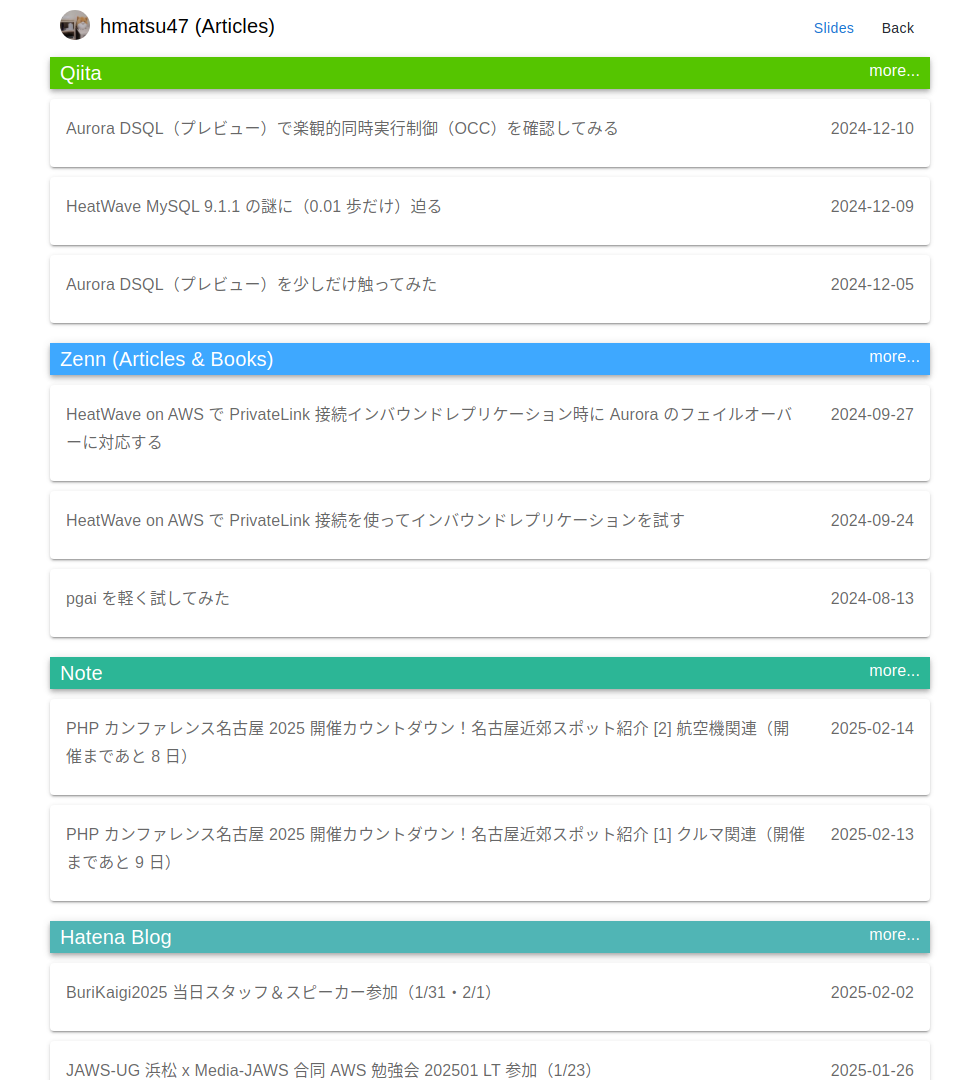 hmatsu47 (Articles)
Slides
Back
Qiita
more...
Aurora DSQL（プレビュー）で楽観的同時実行制御（OCC）を確認してみる
2024-12-10
HeatWave MySQL 9.1.1 の謎に（0.01 歩だけ）迫る
2024-12-09
Aurora DSQL（プレビュー）を少しだけ触ってみた
2024-12-05
Zenn (Articles & Books)
more...
HeatWave on AWS で PrivateLink 接続インバウンドレプリケーション時に Aurora のフェイルオーバ
ーに対応する
2024-09-27
HeatWave on AWS で PrivateLink 接続を使ってインバウンドレプリケーションを試す
2024-09-24
pgai を軽く試してみた
2024-08-13
Note
more...
PHP カンファレンス名古屋 2025 開催カウントダウン！名古屋近郊スポット紹介 [2] 航空機関連（開
催まであと 8 日）
2025-02-14
PHP カンファレンス名古屋 2025 開催カウントダウン！名古屋近郊スポット紹介 [1] クルマ関連（開催
まであと 9 日）
2025-02-13
Hatena Blog
more...
BuriKaigi2025 当日スタッフ＆スピーカー参加（1/31・2/1）
2025-02-02
JAWS-UG 浜松 x Media-JAWS 合同 AWS 勉強会 202501 LT 参加（1/23）
2025-01-26